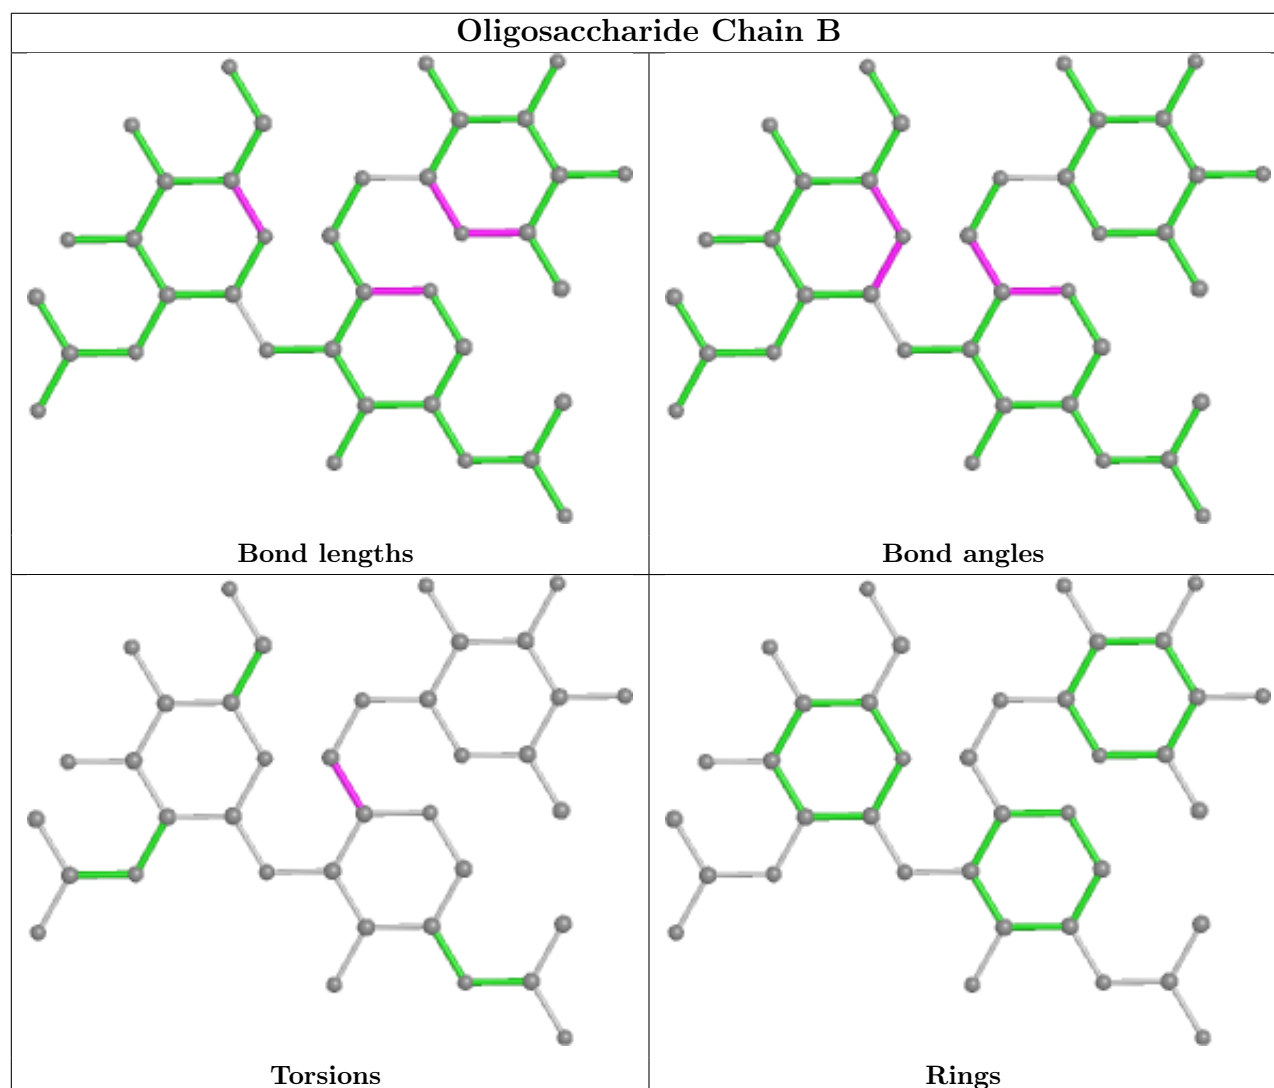 Oligosaccharide Chain B
Bond lengths
Bond angles
Torsions
Rings